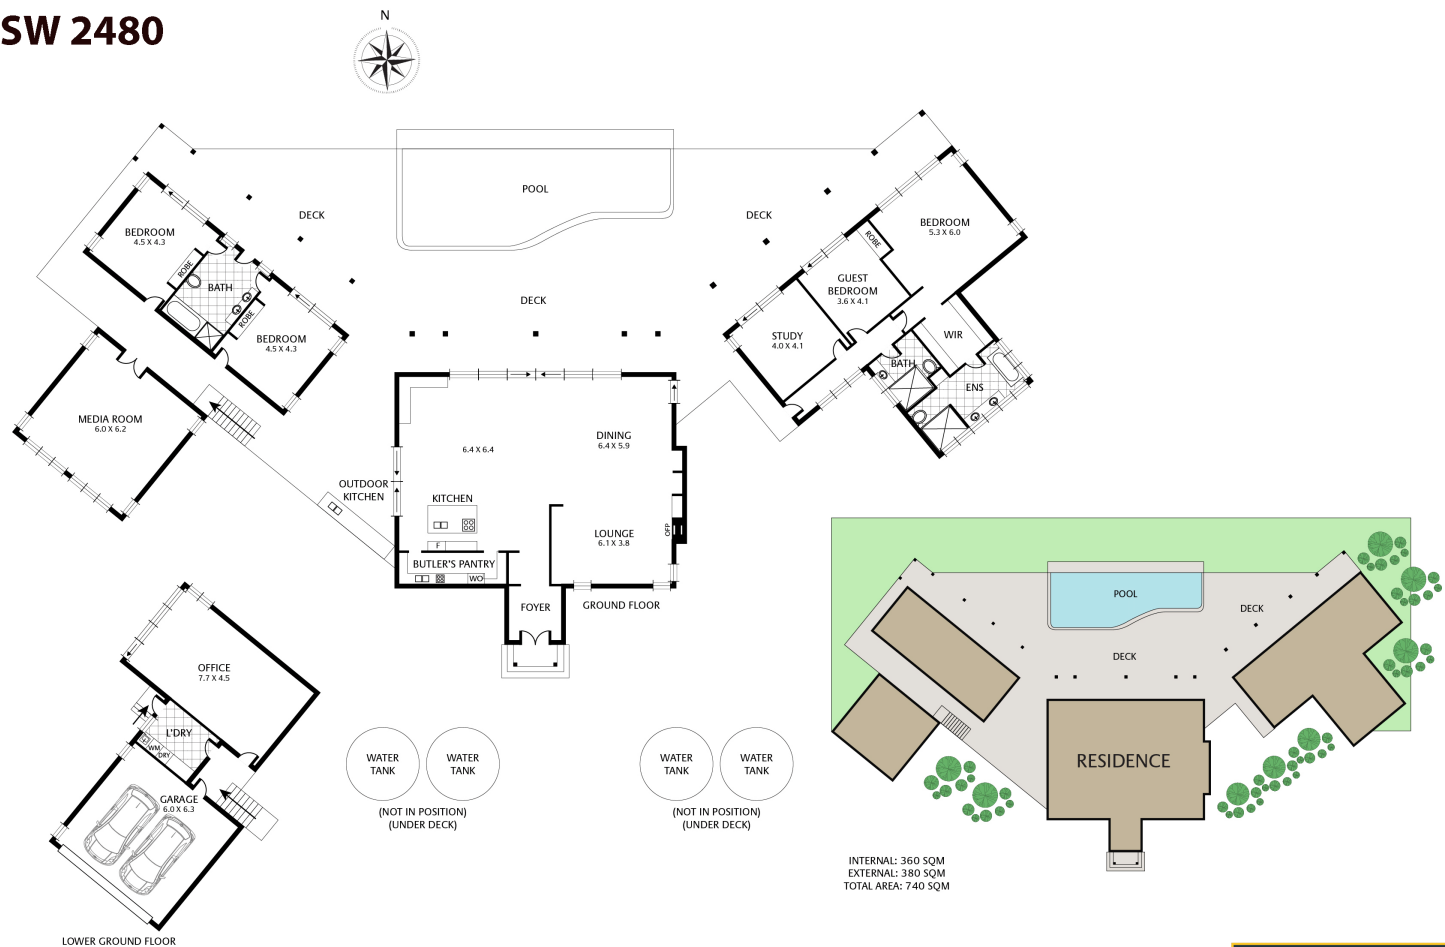 SW 2480
N
POOL
DECK
DECK
DECK
BEDROOM
4.5 X 4.3
ROBE
BATH
ROBE
BEDROOM
4.5 X 4.3
MEDIA ROOM
6.0 X 6.2
BEDROOM
5.3 X 6.0
ROBE
GUEST
BEDROOM
3.6 X 4.1
STUDY
4.0 X 4.1
WIR
BATH
ENS
DINING
6.4 X 5.9
6.4 X 6.4
OUTDOOR
KITCHEN
KITCHEN
F
LOUNGE
6.1 X 3.8
OFP
BUTLER'S PANTRY
WO
FOYER
GROUND FLOOR
OFFICE
7.7 X 4.5
L'DRY
WM
DRY
GARAGE
6.0 X 6.3
LOWER GROUND FLOOR
WATER
TANK
WATER
TANK
(NOT IN POSITION)
(UNDER DECK)
WATER
TANK
WATER
TANK
(NOT IN POSITION)
(UNDER DECK)
POOL
DECK
DECK
RESIDENCE
INTERNAL: 360 SQM
EXTERNAL: 380 SQM
TOTAL AREA: 740 SQM